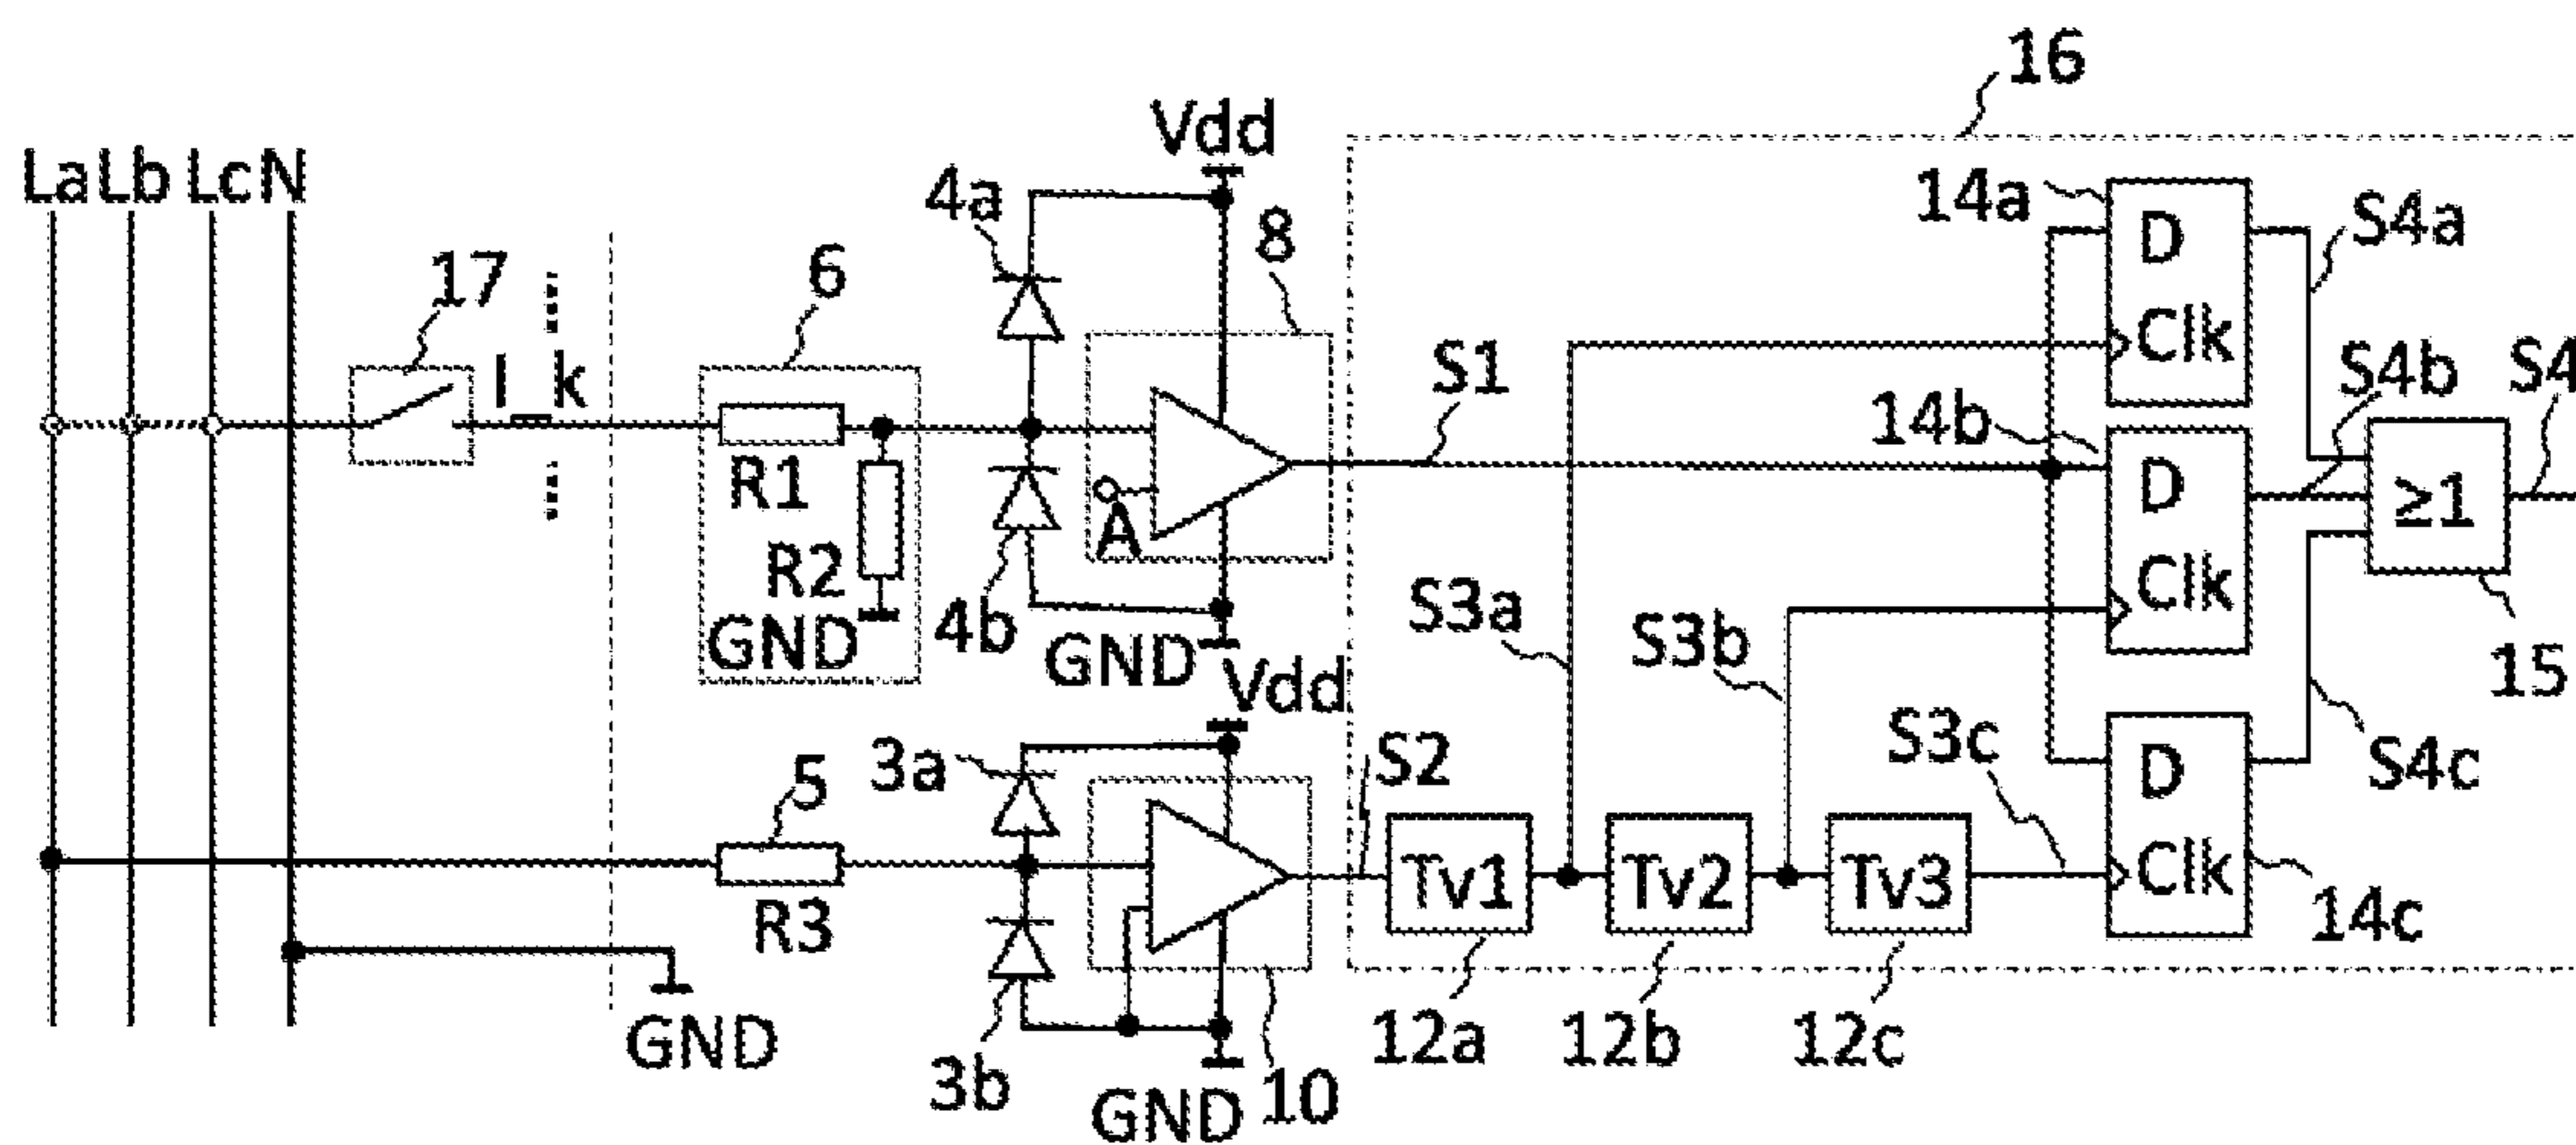 16
Vdd
La Lb Lc N
4a
14a
D
S4a
8
17
6
Clk
I_k
S1
S4b
S4
14b
R1
D
≥1
A
R2
S3a
Clk
4b
GND
GND
S3b
Vdd
15
S3c
3a
S2
D
S4c
5
Tv1
Tv2
Tv3
Clk
R3
14c
GND
12a
12b
12c
3b
GND
10